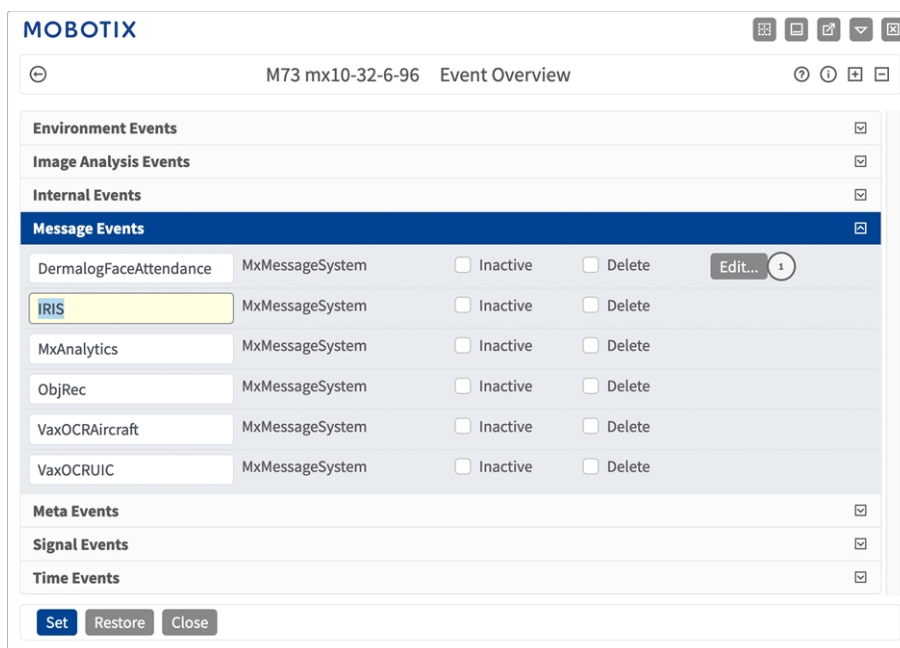 MOBOTIX
M73 mx10-32-6-96 Event Overview
Environment Events
Image Analysis Events
Internal Events
Message Events
DermalogFaceAttendance MxMessageSystem Inactive Delete Edit... 1
IRIS MxMessageSystem Inactive Delete
MxAnalytics MxMessageSystem Inactive Delete
ObjRec MxMessageSystem Inactive Delete
VaxOCRAircraft MxMessageSystem Inactive Delete
VaxOCRUIC MxMessageSystem Inactive Delete
Meta Events
Signal Events
Time Events
Set Restore Close